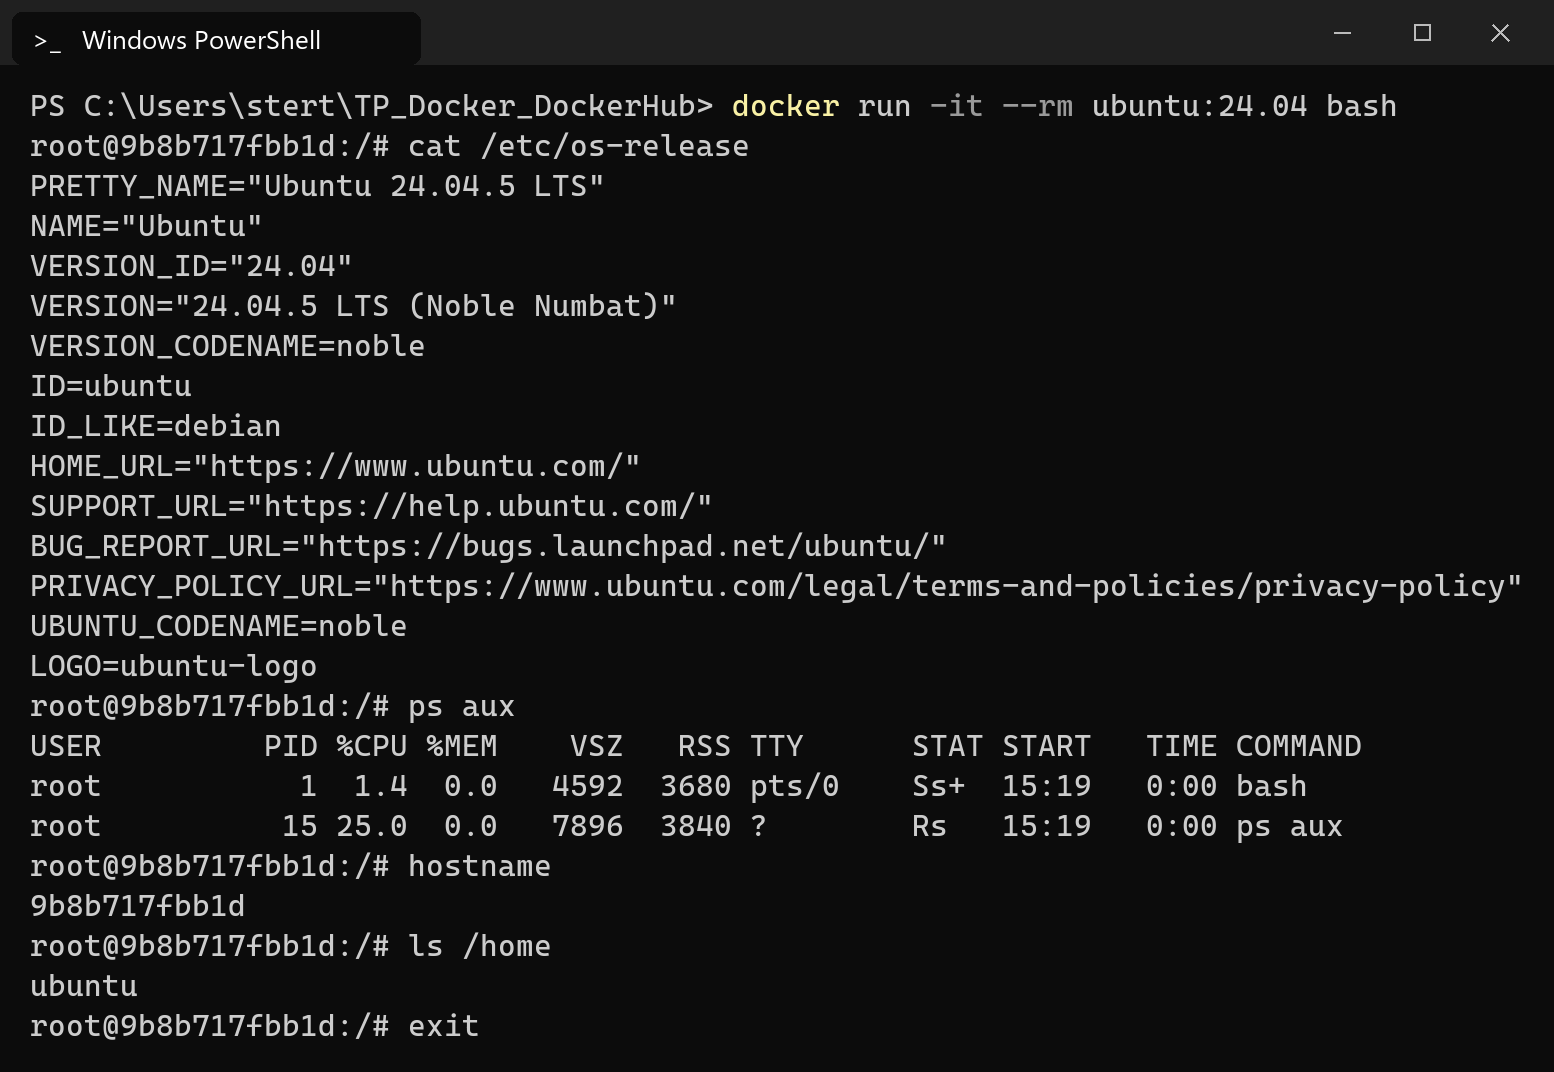 >_ Windows PowerShell
PS C:\Users\stert\TP_Docker_DockerHub> docker run -it --rm ubuntu:24.04 bash
root@9b8b717fbb1d:/# cat /etc/os-release
PRETTY_NAME="Ubuntu 24.04.5 LTS"
NAME="Ubuntu"
VERSION_ID="24.04"
VERSION="24.04.5 LTS (Noble Numbat)"
VERSION_CODENAME=noble
ID=ubuntu
ID_LIKE=debian
HOME_URL="https://www.ubuntu.com/"
SUPPORT_URL="https://help.ubuntu.com/"
BUG_REPORT_URL="https://bugs.launchpad.net/ubuntu/"
PRIVACY_POLICY_URL="https://www.ubuntu.com/legal/terms-and-policies/privacy-policy"
UBUNTU_CODENAME=noble
LOGO=ubuntu-logo
root@9b8b717fbb1d:/# ps aux
USER         PID %CPU %MEM    VSZ   RSS TTY      STAT START   TIME COMMAND
root           1  1.4  0.0   4592  3680 pts/0    Ss+  15:19   0:00 bash
root          15 25.0  0.0   7896  3840 ?        Rs   15:19   0:00 ps aux
root@9b8b717fbb1d:/# hostname
9b8b717fbb1d
root@9b8b717fbb1d:/# ls /home
ubuntu
root@9b8b717fbb1d:/# exit